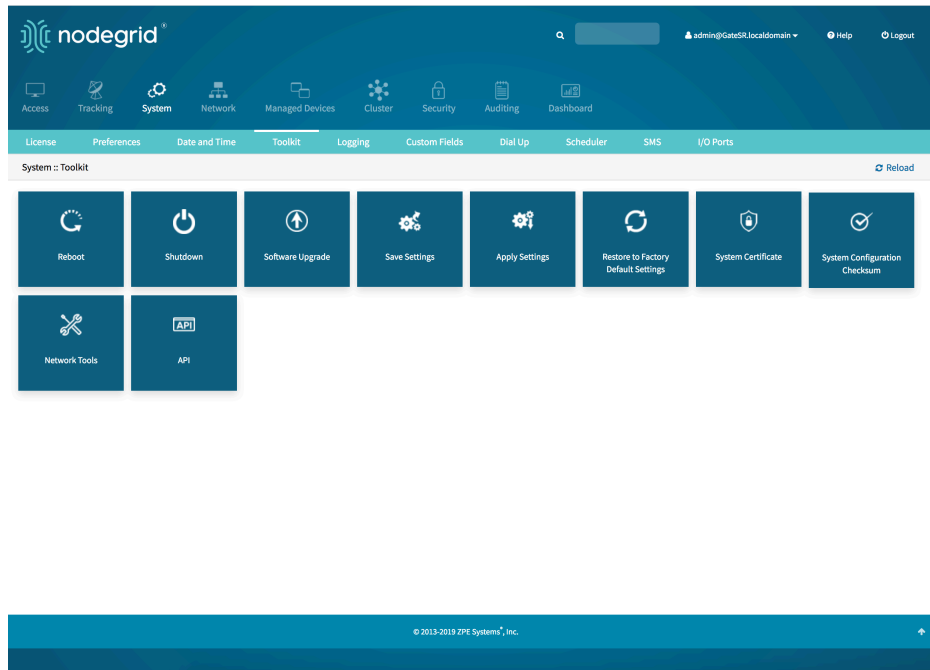 nodegrid®
admin@GateSR.localdomain
Help
Logout
Access
Tracking
System
Network
Managed Devices
Cluster
Security
Auditing
Dashboard
License
Preferences
Date and Time
Toolkit
Logging
Custom Fields
Dial Up
Scheduler
SMS
I/O Ports
System :: Toolkit
Reload
Reboot
Shutdown
Software Upgrade
Save Settings
Apply Settings
Restore to Factory
Default Settings
System Certificate
System Configuration
Checksum
Network Tools
API
API
© 2013-2019 ZPE Systems®, Inc.